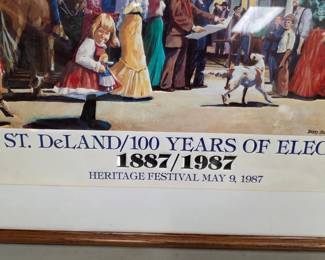 ST. DeLAND/100 YEARS OF ELEC
1887/1987
HERITAGE FESTIVAL MAY 9, 1987